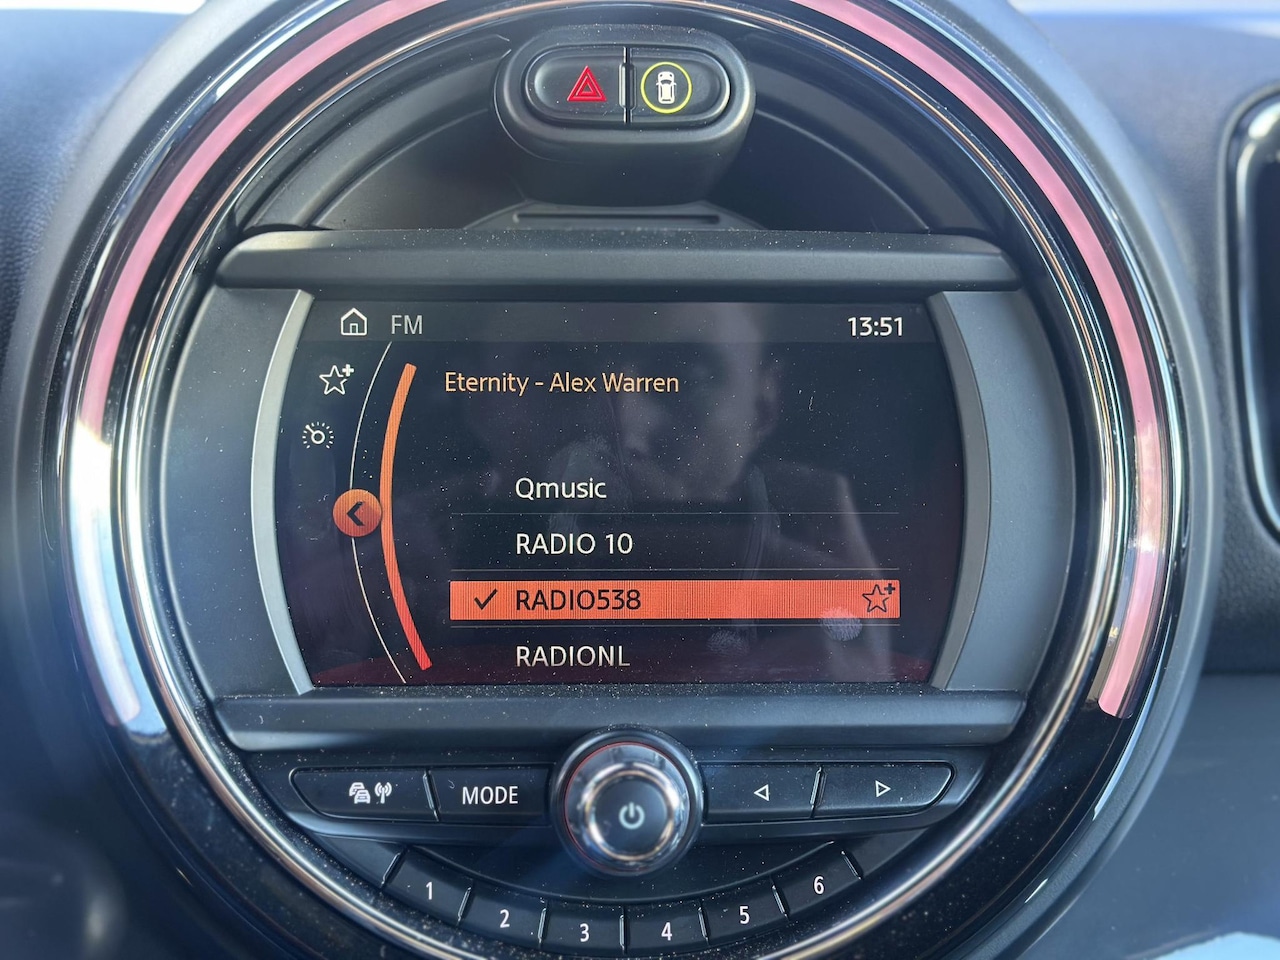 FM
13:51
Eternity - Alex Warren
Qmusic
RADIO 10
RADIO538
RADIONL
MODE
1
2
3
4
5
6